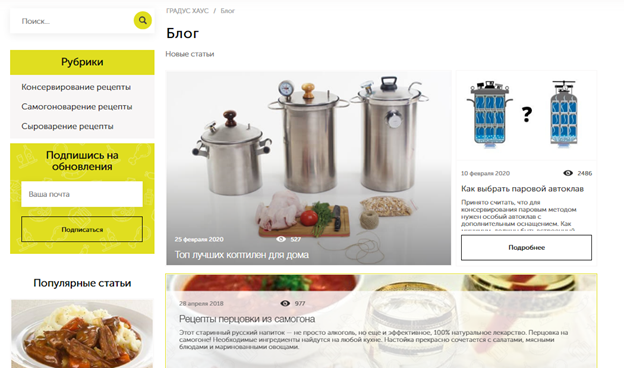 Поиск...
Рубрики
Консервирование рецепты
Самогоноварение рецепты
Сыроварение рецепты
Подпишись на
обновления
Ваша почта
Подписаться
Популярные статьи
ГРАДУС ХАУС / Блог
Блог
Новые статьи
25 февраля 2020 527
Топ лучших коптилен для дома
?
10 февраля 2020 2486
Как выбрать паровой автоклав
Принято считать, что для
консервирования паровым методом
нужен особый автоклав с
дополнительным оснащением. Как
Подробнее
28 апреля 2018 977
Рецепты перцовки из самогона
Этот старинный русский напиток — не просто алкоголь, но еще и эффективное, 100% натуральное лекарство. Перцовка на
самогоне! Необходимые ингредиенты найдутся на любой кухне. Настойка прекрасно сочетается с салатами, мясными
блюдами и маринованными овощами.